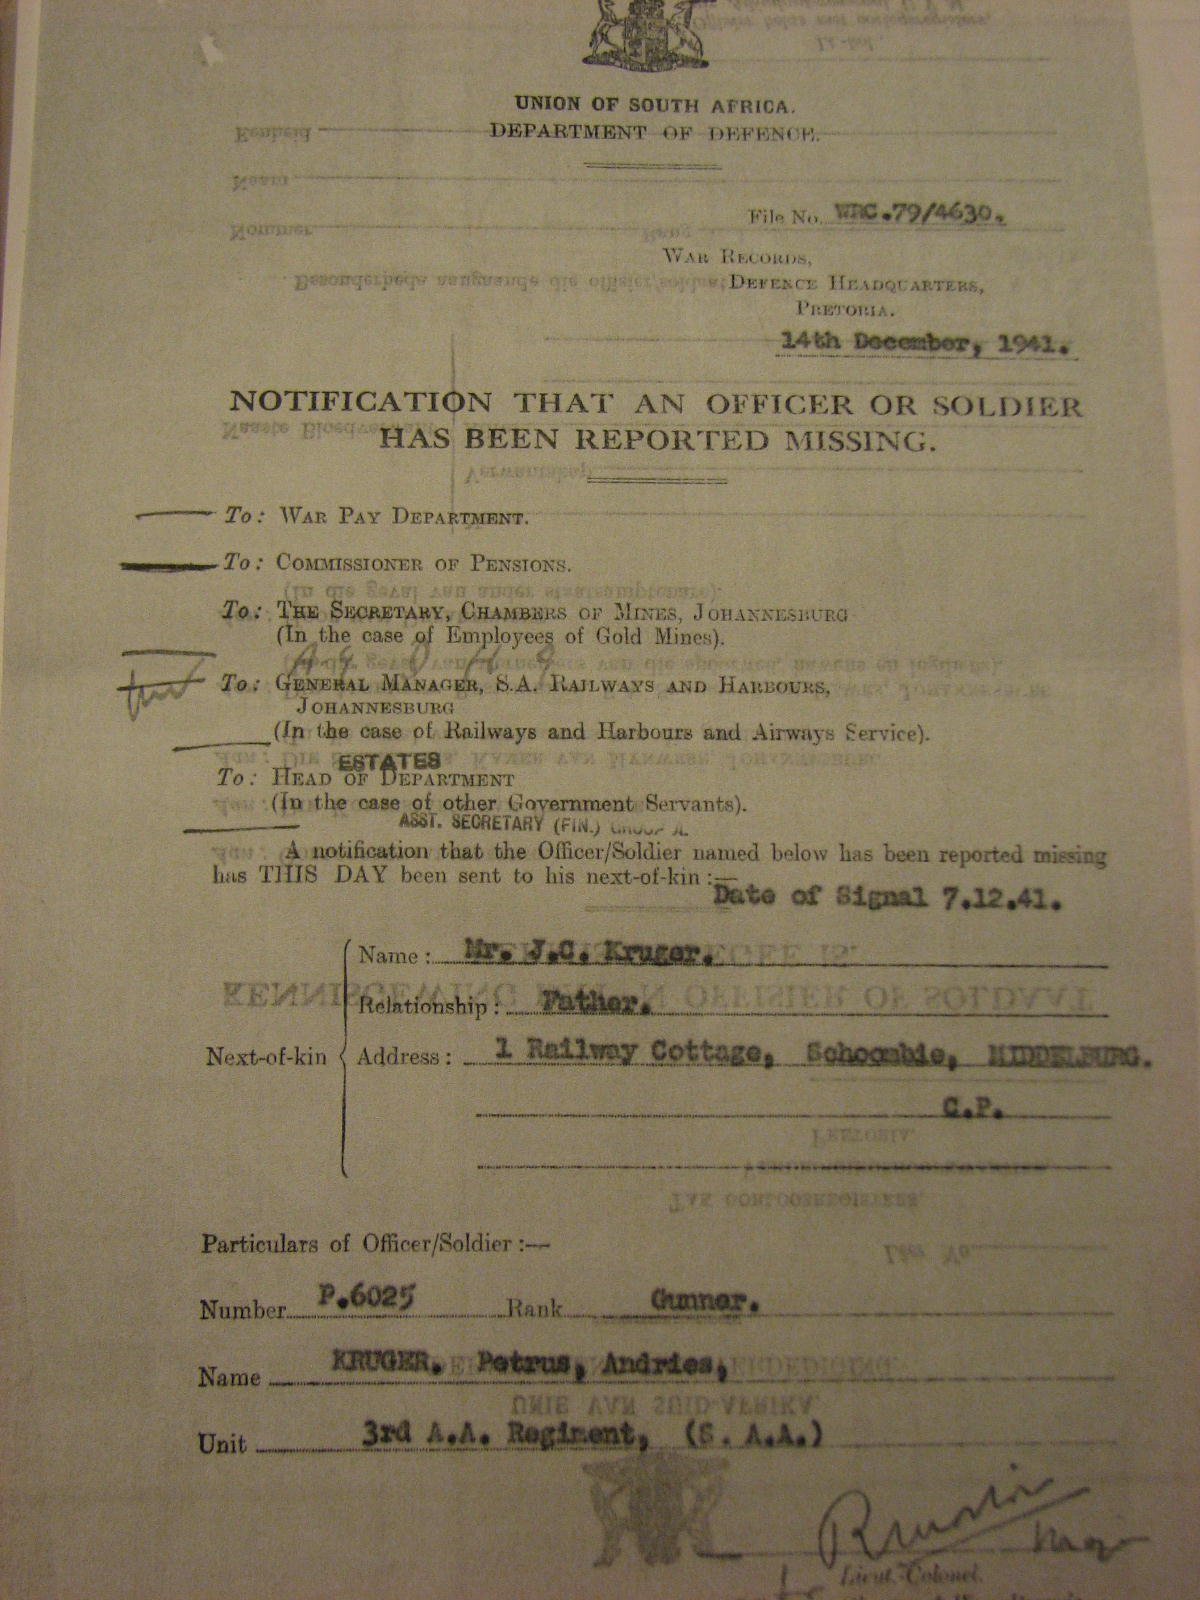 UNION OF SOUTH AFRICA.
DEPARTMENT OF DEFENCE.
File No. WRC.79/4630.
WAR RECORDS,
DEFENCE HEADQUARTERS,
PRETORIA.
14th December, 1941.
NOTIFICATION THAT AN OFFICER OR SOLDIER
HAS BEEN REPORTED MISSING.
To: WAR PAY DEPARTMENT.
To: COMMISSIONER OF PENSIONS.
To: THE SECRETARY, CHAMBERS OF MINES, JOHANNESBURG
(In the case of Employees of Gold Mines).
To: GENERAL MANAGER, S.A. RAILWAYS AND HARBOURS,
JOHANNESBURG
(In the case of Railways and Harbours and Airways Service).
ESTATES
To: HEAD OF DEPARTMENT
(In the case of other Government Servants).
ASST. SECRETARY (FIN.) GROUP A.
A notification that the Officer/Soldier named below has been reported missing
has THIS DAY been sent to his next-of-kin :—
Date of Signal 7.12.41.
Name : Mr. J.C. Kruger.
Relationship : Father.
Next-of-kin Address : 1 Railway Cottage, Schoombie, MIDDELBURG.
C.P.
Particulars of Officer/Soldier :—
Number P.6025 Rank Gunner.
Name KRUGER. Petrus, Andries,
Unit 3rd A.A. Regiment, (S. A.A.)
Lieut.-Colonel.